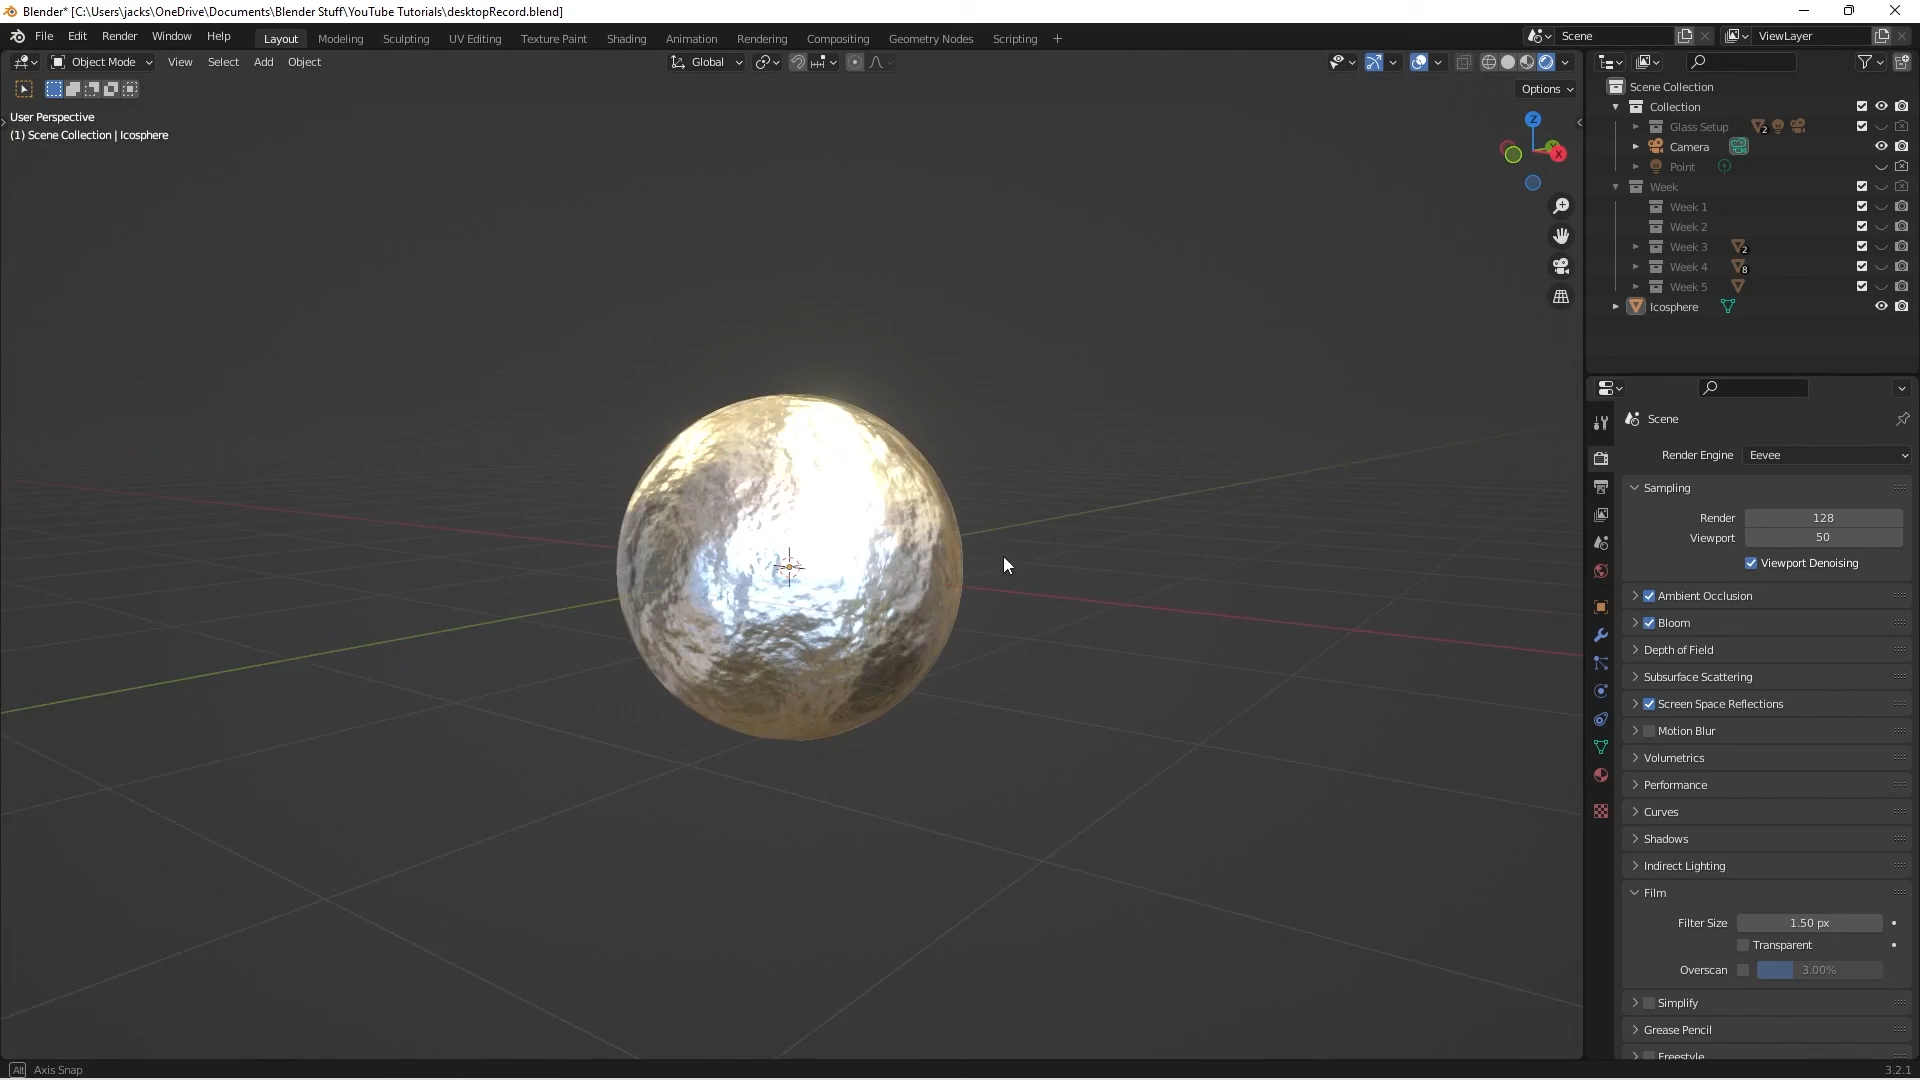 Blender* [C:\Users\jacks\OneDrive\Documents\Blender Stuff\YouTube Tutorials\desktopRecord.blend]
File Edit Render Window Help Layout Modeling Sculpting UV Editing Texture Paint Shading Animation Rendering Compositing Geometry Nodes Scripting + Scene ViewLayer
Object Mode View Select Add Object Global
Options
User Perspective
(1) Scene Collection | Icosphere
Z
Y
X
Scene Collection
Collection
Glass Setup 2
Camera
Point
Week
Week 1
Week 2
Week 3 2
Week 4 8
Week 5
Icosphere
Scene
Render Engine Eevee
Sampling
Render 128
Viewport 50
Viewport Denoising
Ambient Occlusion
Bloom
Depth of Field
Subsurface Scattering
Screen Space Reflections
Motion Blur
Volumetrics
Performance
Curves
Shadows
Indirect Lighting
Film
Filter Size 1.50 px
Transparent
Overscan 3.00%
Simplify
Grease Pencil
Freestyle
Alt Axis Snap
3.2.1